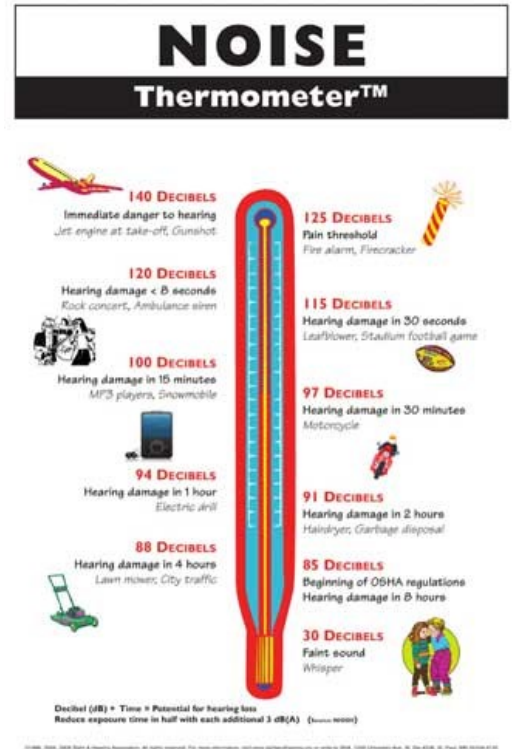 NOISE
Thermometer™
140 DECIBELS
Immediate danger to hearing
Jet engine at take-off, Gunshot
125 DECIBELS
Pain threshold
Fire alarm, Firecracker
120 DECIBELS
Hearing damage < 8 seconds
Rock concert, Ambulance siren
115 DECIBELS
Hearing damage in 30 seconds
Leafblower, Stadium football game
100 DECIBELS
Hearing damage in 15 minutes
MP3 players, Snowmobile
97 DECIBELS
Hearing damage in 30 minutes
Motorcycle
94 DECIBELS
Hearing damage in 1 hour
Electric drill
91 DECIBELS
Hearing damage in 2 hours
Hairdryer, Garbage disposal
88 DECIBELS
Hearing damage in 4 hours
Lawn mower, City traffic
85 DECIBELS
Beginning of OSHA regulations
Hearing damage in 8 hours
30 DECIBELS
Faint sound
Whisper
Decibel (dB) + Time = Potential for hearing loss
Reduce exposure time in half with each additional 3 dB(A) (Source: NIOSH)